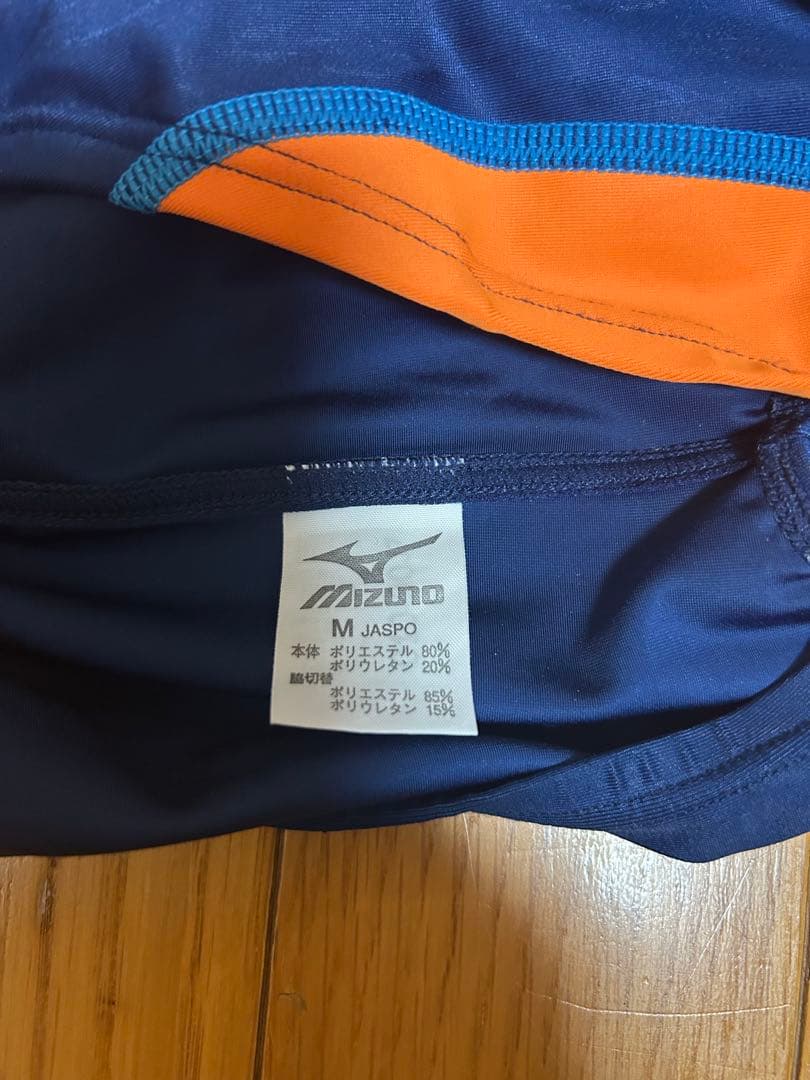 MIZUNO
M JASPO
本体 ポリエステル 80%
ポリウレタン 20%
脇切替
ポリエステル 85%
ポリウレタン 15%